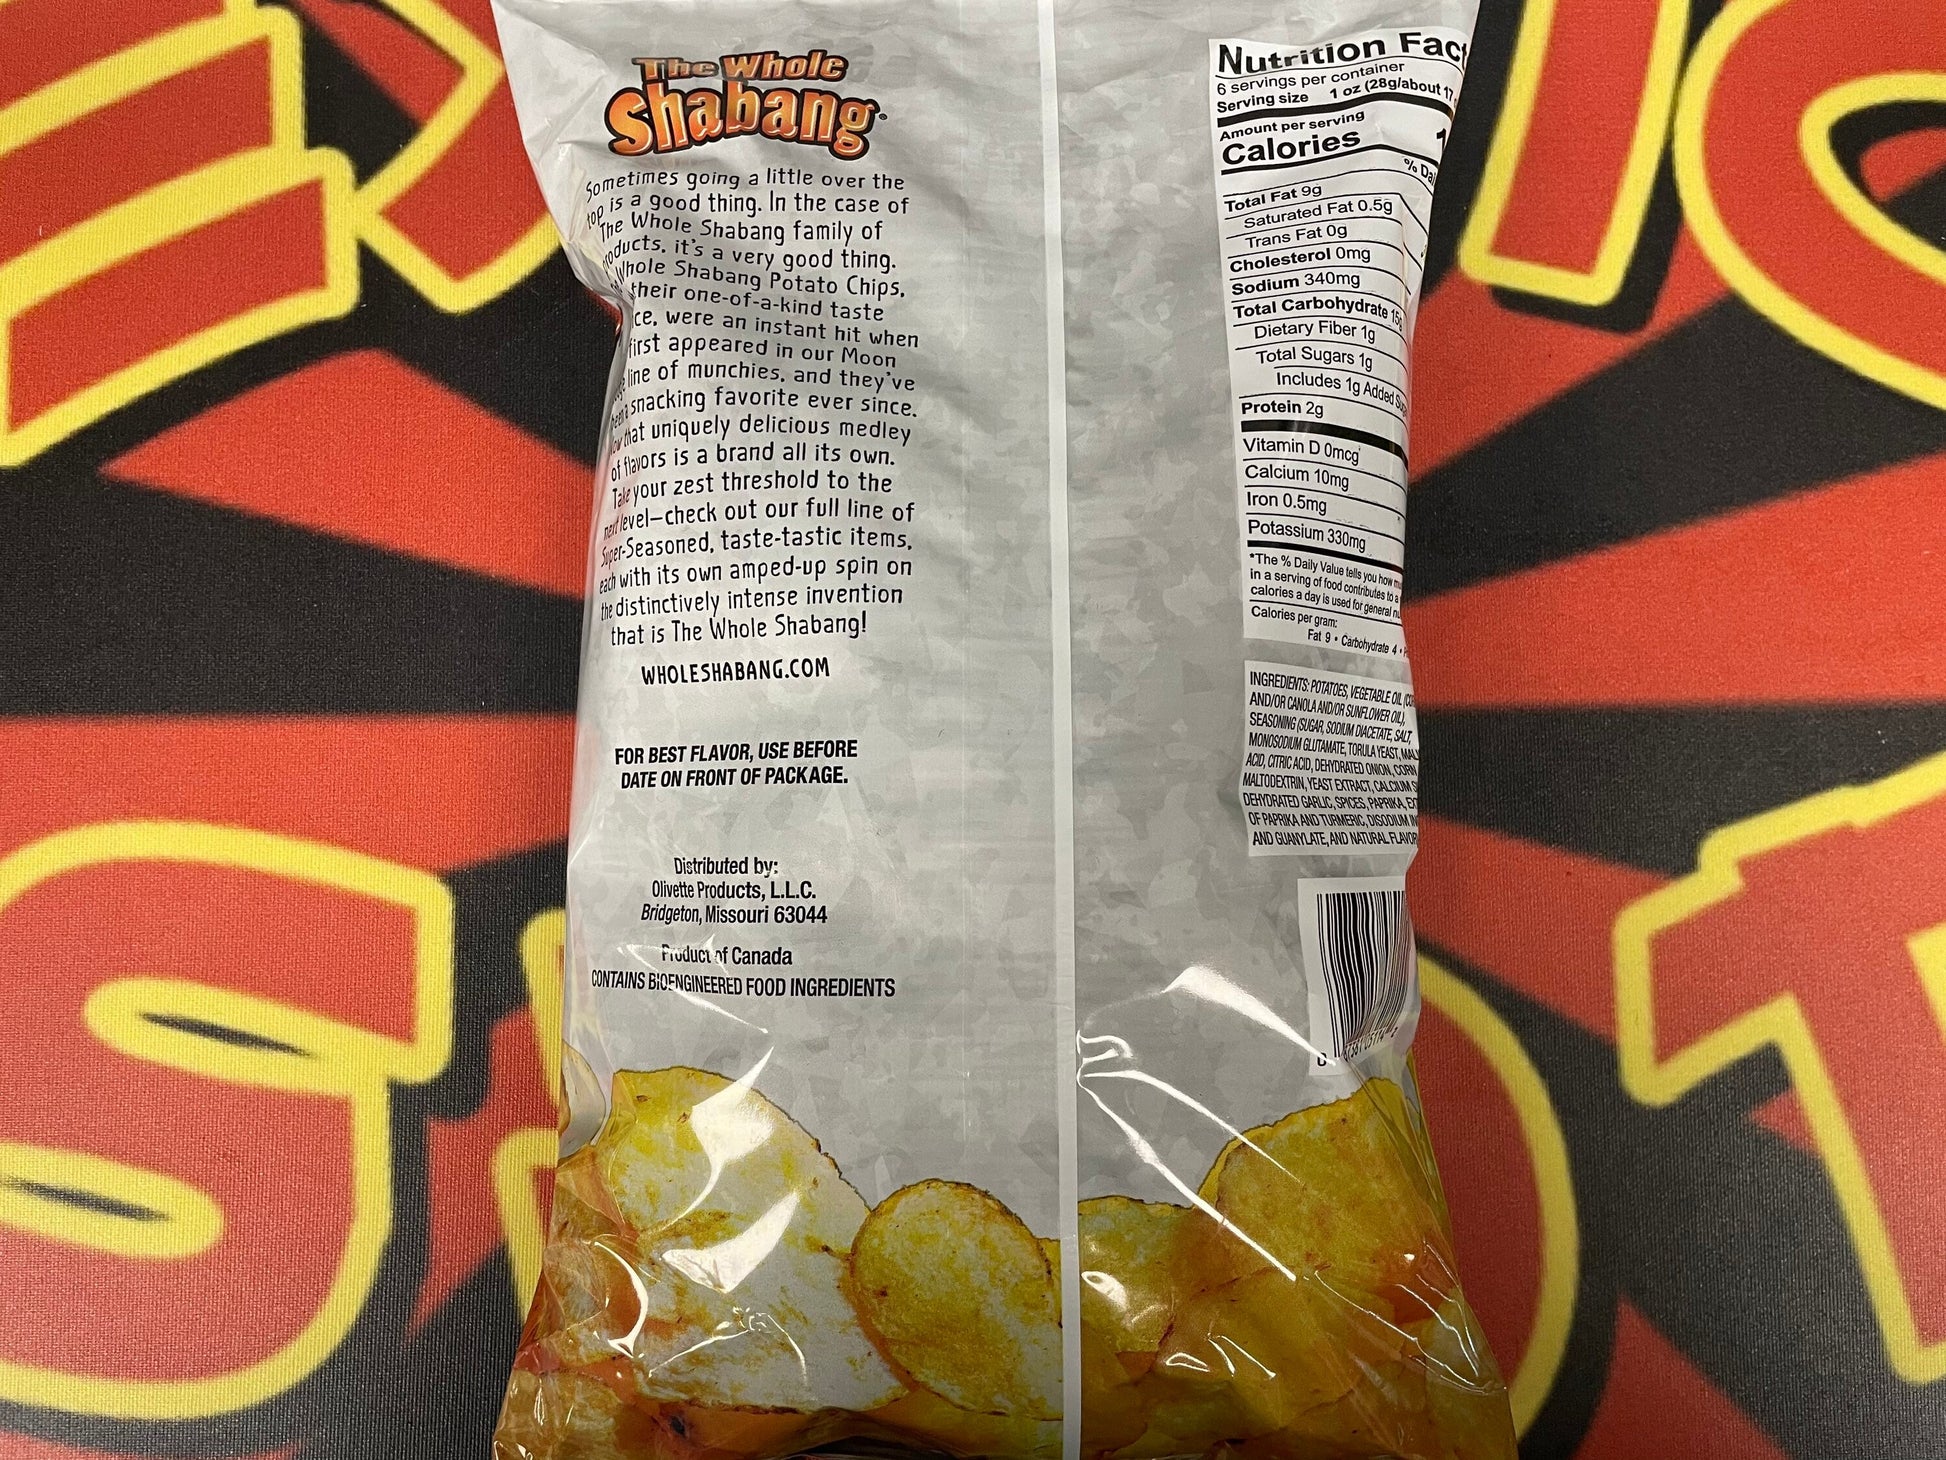 The Whole
Shabang
Sometimes going a little over the
top is a good thing. In the case of
The Whole Shabang family of
products, it's a very good thing.
Whole Shabang Potato Chips,
their one-of-a-kind taste
were an instant hit when
first appeared in our Moon
line of munchies, and they've
been a snacking favorite ever since.
Now that uniquely delicious medley
of flavors is a brand all its own.
Take your zest threshold to the
next level—check out our full line of
Super-Seasoned, taste-tastic items,
each with its own amped-up spin on
the distinctively intense invention
that is The Whole Shabang!
WHOLESHABANG.COM
FOR BEST FLAVOR, USE BEFORE
DATE ON FRONT OF PACKAGE.
Distributed by:
Olivette Products, L.L.C.
Bridgeton, Missouri 63044
Product of Canada
CONTAINS BIOENGINEERED FOOD INGREDIENTS
Nutrition Fact
6 servings per container
Serving size 1 oz (28g/about 17
Amount per serving
Calories 1
% Dai
Total Fat 9g
Saturated Fat 0.5g
Trans Fat 0g
Cholesterol 0mg
Sodium 340mg
Total Carbohydrate 15g
Dietary Fiber 1g
Total Sugars 1g
Includes 1g Added
Protein 2g
Vitamin D 0mcg
Calcium 10mg
Iron 0.5mg
Potassium 330mg
*The % Daily Value tells you how
in a serving of food contributes to a
calories a day is used for general
Calories per gram:
Fat 9 • Carbohydrate 4 •
INGREDIENTS: POTATOES, VEGETABLE OIL
AND/OR CANOLA AND/OR SUNFLOWER OIL),
SEASONING (SUGAR, SODIUM DIACETATE, SALT,
MONOSODIUM GLUTAMATE, TORULA YEAST,
ACID, CITRIC ACID, DEHYDRATED ONION, CORN
MALTODEXTRIN, YEAST EXTRACT, CALCIUM
DEHYDRATED GARLIC, SPICES, PAPRIKA,
OF PAPRIKA AND TURMERIC, DISODIUM
AND GUANYLATE, AND NATURAL